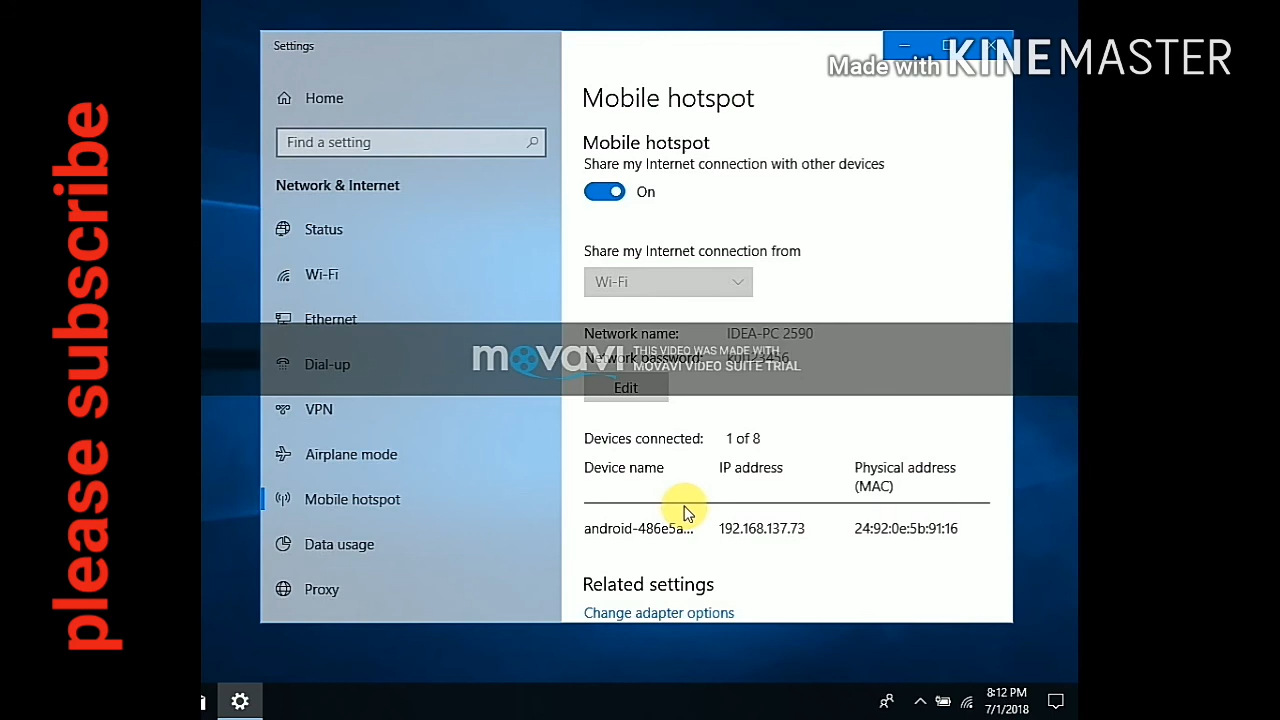 please subscribe
Made with KINEMASTER
Settings
Home
Find a setting
Network & Internet
Status
Wi-Fi
Ethernet
Dial-up
VPN
Airplane mode
Mobile hotspot
Data usage
Proxy
Mobile hotspot
Mobile hotspot
Share my Internet connection with other devices
On
Share my Internet connection from
Wi-Fi
Network name: IDEA-PC 2590
Network password:
movavi
THIS VIDEO WAS MADE WITH
MOVAVI VIDEO SUITE TRIAL
Edit
Devices connected: 1 of 8
Device name IP address Physical address
(MAC)
android-486e5a... 192.168.137.73 24:92:0e:5b:91:16
Related settings
Change adapter options
8:12 PM
7/1/2018